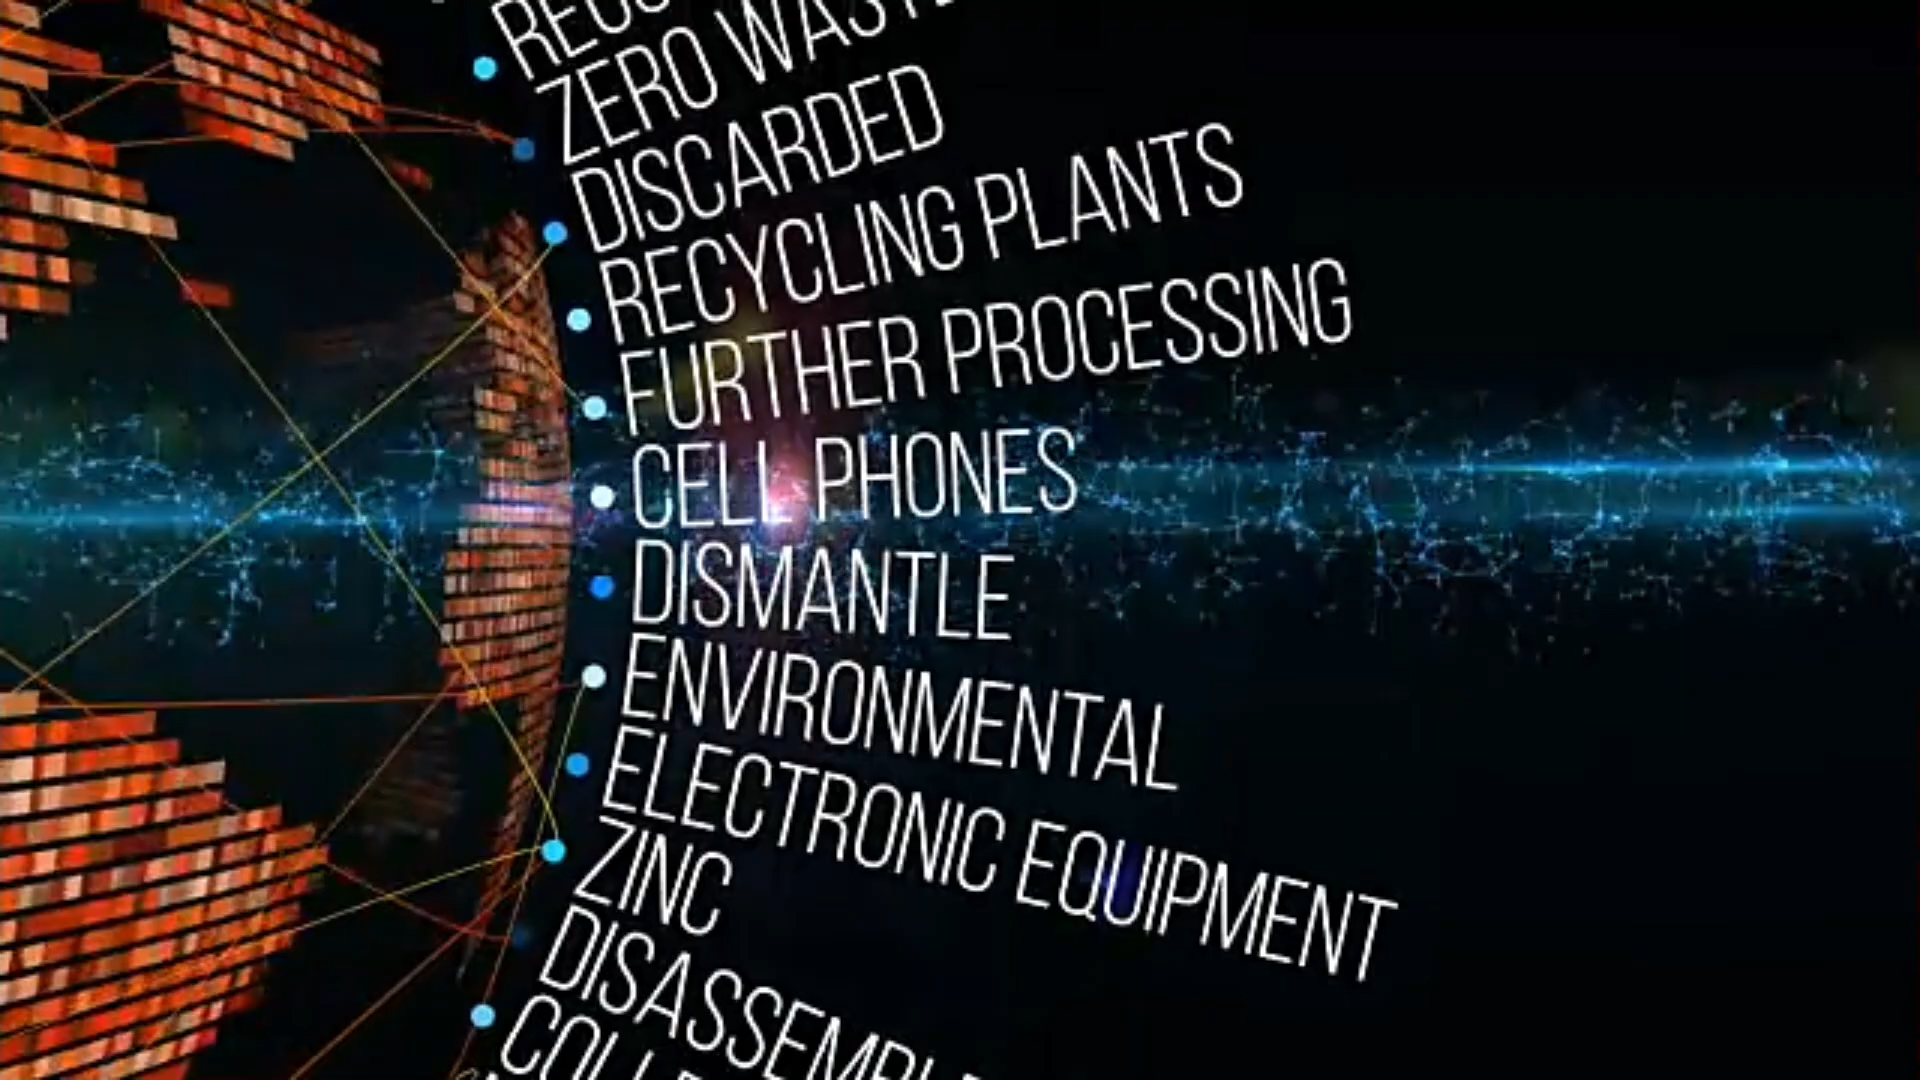 ZERO WASTE
DISCARDED
RECYCLING PLANTS
FURTHER PROCESSING
CELL PHONES
DISMANTLE
ENVIRONMENTAL
ELECTRONIC EQUIPMENT
ZINC